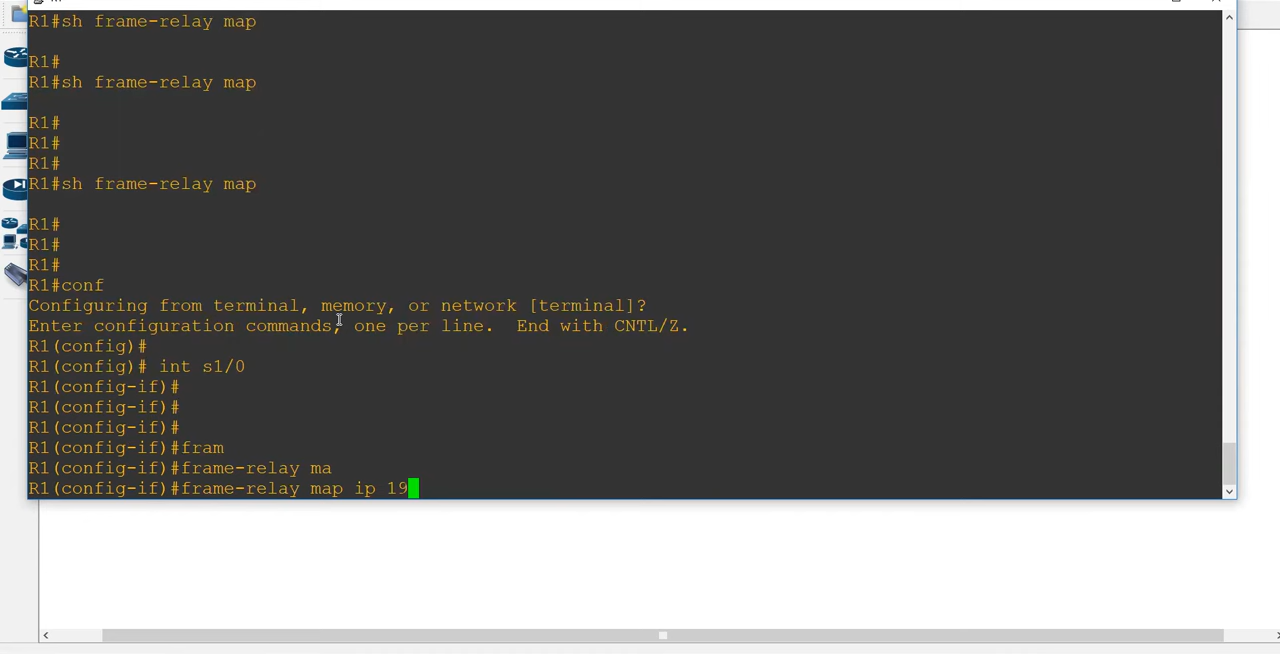 R1#sh frame-relay map
R1#
R1#sh frame-relay map
R1#
R1#
R1#
R1#sh frame-relay map
R1#
R1#
R1#
R1#conf
Configuring from terminal, memory, or network [terminal]?
Enter configuration commands, one per line.  End with CNTL/Z.
R1(config)#
R1(config)# int s1/0
R1(config-if)#
R1(config-if)#
R1(config-if)#
R1(config-if)#fram
R1(config-if)#frame-relay ma
R1(config-if)#frame-relay map ip 19